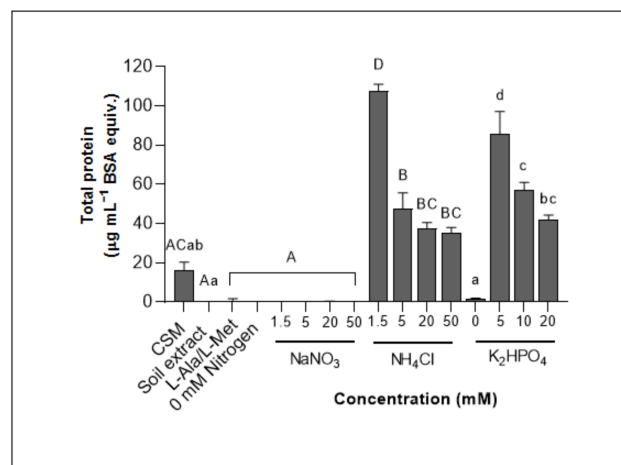 Total protein
(µg mL⁻¹ BSA equiv.)
120
100
80
60
40
20
0
ACab
Aa
A
D
B
BC
BC
a
d
c
bc
CSM
Soil extract
L-Ala/L-Met
0 mM Nitrogen
1.5 5 20 50 1.5 5 20 50 0 5 10 20
NaNO₃ NH₄Cl K₂HPO₄
Concentration (mM)